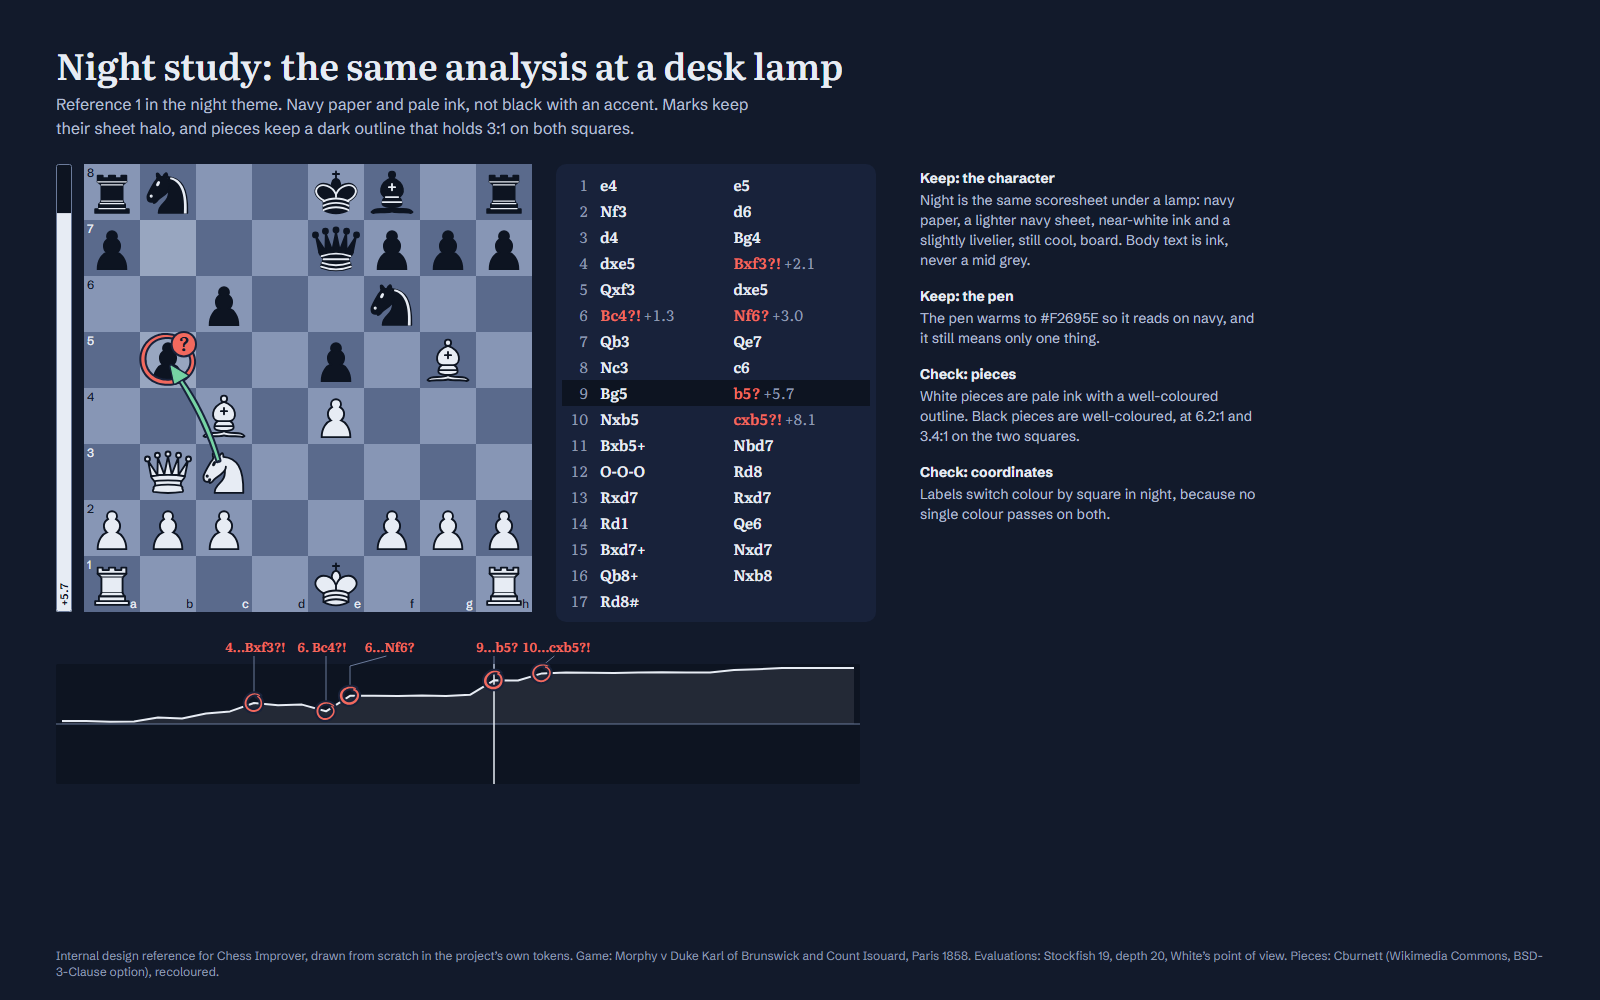 Night study: the same analysis at a desk lamp
Reference 1 in the night theme. Navy paper and pale ink, not black with an accent. Marks keep
their sheet halo, and pieces keep a dark outline that holds 3:1 on both squares.
8
7
6
5
4
3
2
1
a b c d e f g h
?
+5.7
1 e4 e5
2 Nf3 d6
3 d4 Bg4
4 dxe5 Bxf3?! +2.1
5 Qxf3 dxe5
6 Bc4?! +1.3 Nf6? +3.0
7 Qb3 Qe7
8 Nc3 c6
9 Bg5 b5? +5.7
10 Nxb5 cxb5?! +8.1
11 Bxb5+ Nbd7
12 O-O-O Rd8
13 Rxd7 Rxd7
14 Rd1 Qe6
15 Bxd7+ Nxd7
16 Qb8+ Nxb8
17 Rd8#
Keep: the character
Night is the same scoresheet under a lamp: navy
paper, a lighter navy sheet, near-white ink and a
slightly livelier, still cool, board. Body text is ink,
never a mid grey.
Keep: the pen
The pen warms to #F2695E so it reads on navy, and
it still means only one thing.
Check: pieces
White pieces are pale ink with a well-coloured
outline. Black pieces are well-coloured, at 6.2:1 and
3.4:1 on the two squares.
Check: coordinates
Labels switch colour by square in night, because no
single colour passes on both.
4…Bxf3?! 6. Bc4?! 6…Nf6? 9…b5? 10…cxb5?!
Internal design reference for Chess Improver, drawn from scratch in the project's own tokens. Game: Morphy v Duke Karl of Brunswick and Count Isouard, Paris 1858. Evaluations: Stockfish 19, depth 20, White's point of view. Pieces: Cburnett (Wikimedia Commons, BSD-
3-Clause option), recoloured.